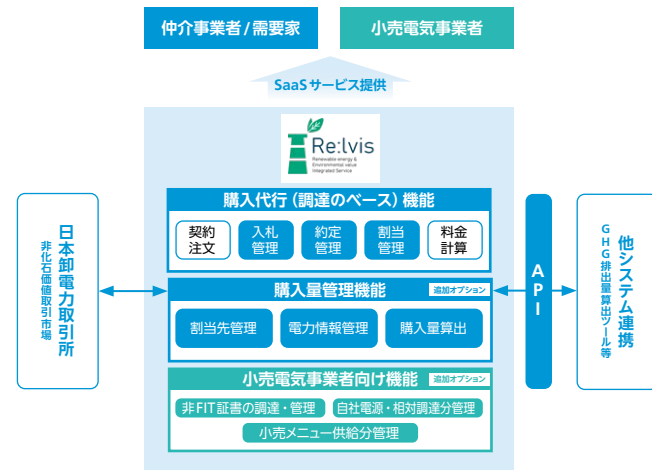 仲介事業者/需要家
小売電気事業者
SaaSサービス提供
Re:lvis
Renewable energy &
Environmental value
Integrated Service
購入代行（調達のベース）機能
契約
注文
入札
管理
約定
管理
割当
管理
料金
計算
日本卸電力取引所
非化石価値取引市場
購入量管理機能
追加オプション
割当先管理
電力情報管理
購入量算出
API
他システム連携
GHG排出量算出ツール等
小売電気事業者向け機能
追加オプション
非FIT証書の調達・管理
自社電源・相対調達分管理
小売メニュー供給分管理